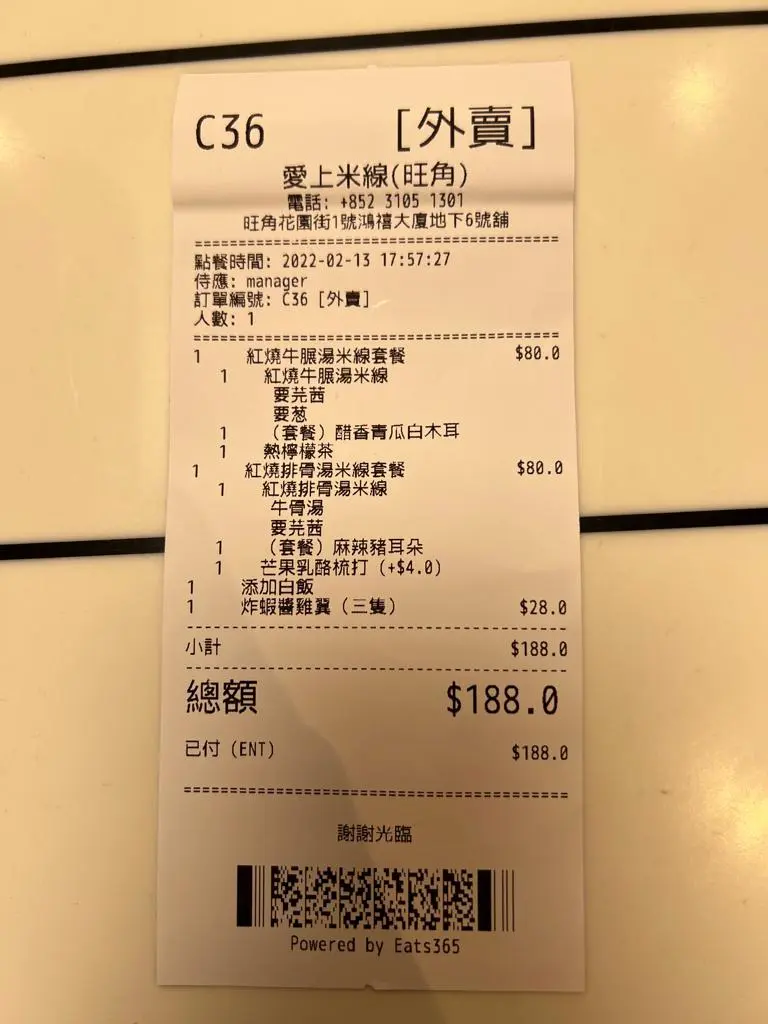 C36 [外賣]
愛上米線(旺角)
電話: +852 3105 1301
旺角花園街1號鴻禧大廈地下6號舖
點餐時間: 2022-02-13 17:57:27
侍應: manager
訂單編號: C36 [外賣]
人數: 1
1 紅燒牛𦟌湯米線套餐 $80.0
1 紅燒牛𦟌湯米線
要芫茜
要葱
1 (套餐) 醋香青瓜白木耳
1 熱檸檬茶
1 紅燒排骨湯米線套餐 $80.0
1 紅燒排骨湯米線
牛骨湯
要芫茜
1 (套餐) 麻辣豬耳朵
1 芒果乳酪梳打 (+$4.0)
1 添加白飯
1 炸蝦醬雞翼 (三隻) $28.0
小計 $188.0
總額 $188.0
已付 (ENT) $188.0
謝謝光臨
Powered by Eats365